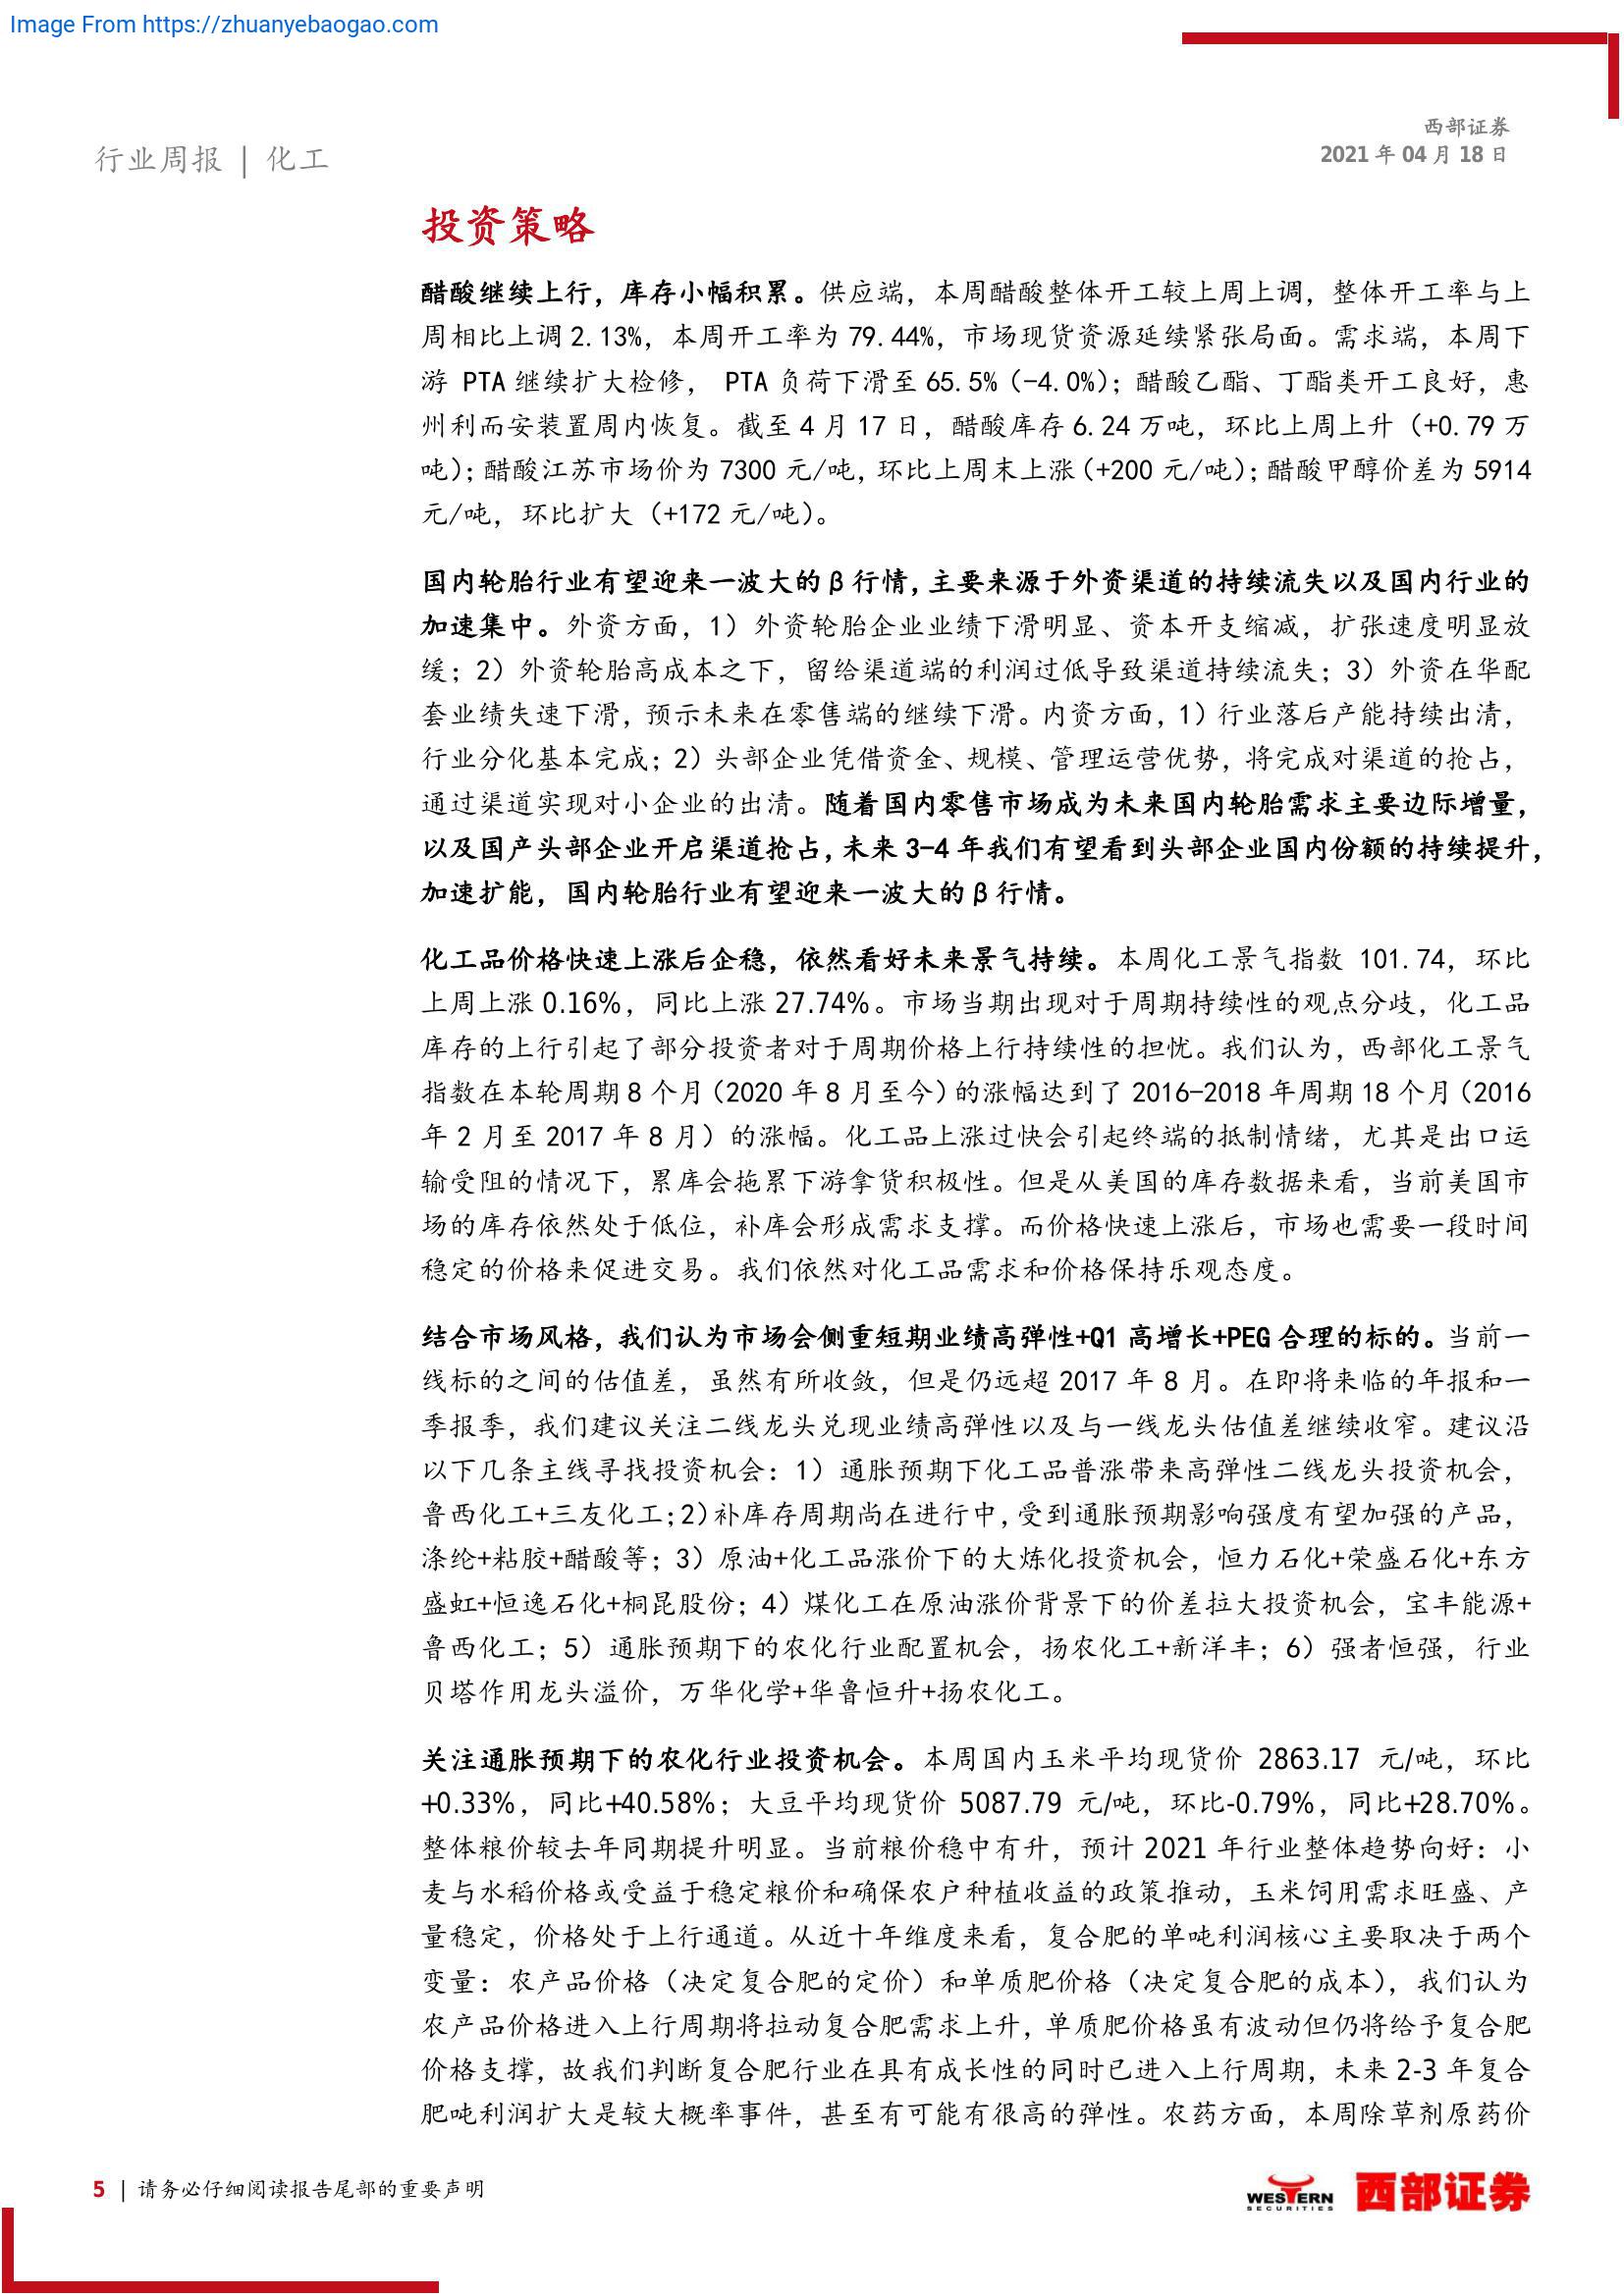 Image From https://zhuanyebaogao.com
西部证券
2021 年 04 月 18 日
行业周报 | 化工
投资策略
醋酸继续上行，库存小幅积累。供应端，本周醋酸整体开工较上周上调，整体开工率与上
周相比上调 2.13%，本周开工率为 79.44%，市场现货资源延续紧张局面。需求端，本周下
游 PTA 继续扩大检修， PTA 负荷下滑至 65.5%（-4.0%）；醋酸乙酯、丁酯类开工良好，惠
州利而安装置周内恢复。截至 4 月 17 日，醋酸库存 6.24 万吨，环比上周上升（+0.79 万
吨）；醋酸江苏市场价为 7300 元/吨，环比上周末上涨（+200 元/吨）；醋酸甲醇价差为 5914
元/吨，环比扩大（+172 元/吨）。
国内轮胎行业有望迎来一波大的 β 行情，主要来源于外资渠道的持续流失以及国内行业的
加速集中。外资方面，1）外资轮胎企业业绩下滑明显、资本开支缩减，扩张速度明显放
缓；2）外资轮胎高成本之下，留给渠道端的利润过低导致渠道持续流失；3）外资在华配
套业绩失速下滑，预示未来在零售端的继续下滑。内资方面，1）行业落后产能持续出清，
行业分化基本完成；2）头部企业凭借资金、规模、管理运营优势，将完成对渠道的抢占，
通过渠道实现对小企业的出清。随着国内零售市场成为未来国内轮胎需求主要边际增量，
以及国产头部企业开启渠道抢占，未来 3-4 年我们有望看到头部企业国内份额的持续提升，
加速扩能，国内轮胎行业有望迎来一波大的 β 行情。
化工品价格快速上涨后企稳，依然看好未来景气持续。本周化工景气指数 101.74，环比
上周上涨 0.16%，同比上涨 27.74%。市场当期出现对于周期持续性的观点分歧，化工品
库存的上行引起了部分投资者对于周期价格上行持续性的担忧。我们认为，西部化工景气
指数在本轮周期 8 个月（2020 年 8 月至今）的涨幅达到了 2016-2018 年周期 18 个月（2016
年 2 月至 2017 年 8 月）的涨幅。化工品上涨过快会引起终端的抵制情绪，尤其是出口运
输受阻的情况下，累库会拖累下游拿货积极性。但是从美国的库存数据来看，当前美国市
场的库存依然处于低位，补库会形成需求支撑。而价格快速上涨后，市场也需要一段时间
稳定的价格来促进交易。我们依然对化工品需求和价格保持乐观态度。
结合市场风格，我们认为市场会侧重短期业绩高弹性+Q1 高增长+PEG 合理的标的。当前一
线标的之间的估值差，虽然有所收敛，但是仍远超 2017 年 8 月。在即将来临的年报和一
季报季，我们建议关注二线龙头兑现业绩高弹性以及与一线龙头估值差继续收窄。建议沿
以下几条主线寻找投资机会：1）通胀预期下化工品普涨带来高弹性二线龙头投资机会，
鲁西化工+三友化工；2）补库存周期尚在进行中，受到通胀预期影响强度有望加强的产品，
涤纶+粘胶+醋酸等；3）原油+化工品涨价下的大炼化投资机会，恒力石化+荣盛石化+东方
盛虹+恒逸石化+桐昆股份；4）煤化工在原油涨价背景下的价差拉大投资机会，宝丰能源+
鲁西化工；5）通胀预期下的农化行业配置机会，扬农化工+新洋丰；6）强者恒强，行业
贝塔作用龙头溢价，万华化学+华鲁恒升+扬农化工。
关注通胀预期下的农化行业投资机会。本周国内玉米平均现货价 2863.17 元/吨，环比
+0.33%，同比+40.58%；大豆平均现货价 5087.79 元/吨，环比-0.79%，同比+28.70%。
整体粮价较去年同期提升明显。当前粮价稳中有升，预计 2021 年行业整体趋势向好：小
麦与水稻价格或受益于稳定粮价和确保农户种植收益的政策推动，玉米饲用需求旺盛、产
量稳定，价格处于上行通道。从近十年维度来看，复合肥的单吨利润核心主要取决于两个
变量：农产品价格（决定复合肥的定价）和单质肥价格（决定复合肥的成本），我们认为
农产品价格进入上行周期将拉动复合肥需求上升，单质肥价格虽有波动但仍将给予复合肥
价格支撑，故我们判断复合肥行业在具有成长性的同时已进入上行周期，未来 2-3 年复合
肥吨利润扩大是较大概率事件，甚至有可能有很高的弹性。农药方面，本周除草剂原药价
5 | 请务必仔细阅读报告尾部的重要声明
WESTERN
SECURITIES
西部证券